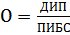 О = ДИП
ПИБС